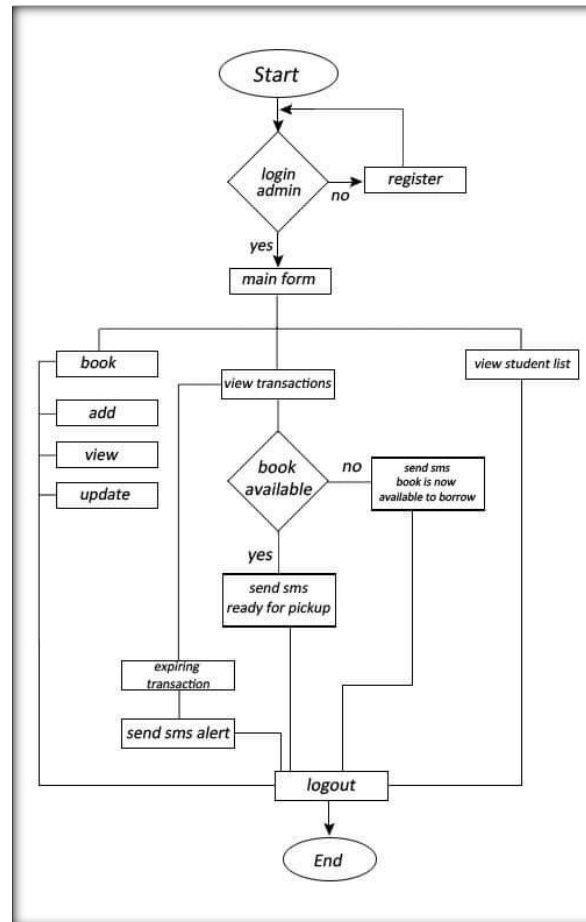 Start
login
admin
no
register
yes
main form
book
view transactions
view student list
add
view
update
book
available
no
send sms
book is now
available to borrow
yes
send sms
ready for pickup
expiring
transaction
send sms alert
logout
End